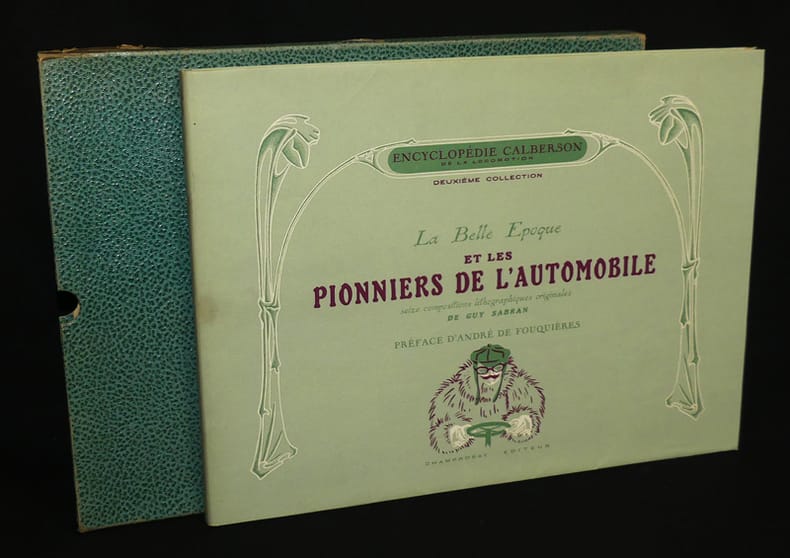 ENCYCLOPÉDIE CALBERSON
DE LA LOCOMOTION
DEUXIÈME COLLECTION
La Belle Epoque
ET LES
PIONNIERS DE L'AUTOMOBILE
seize compositions lithographiques originales
DE GUY SABRAN
PRÉFACE D'ANDRÉ DE FOUQUIÈRES
CHAMPROSAY EDITEUR